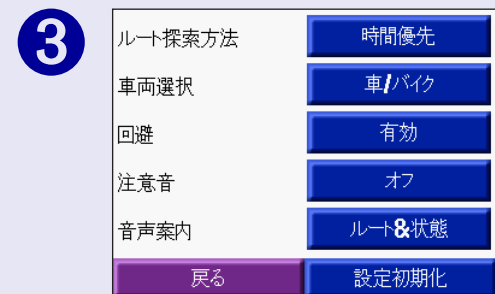 3
ルート探索方法 時間優先
車両選択 車/バイク
回避 有効
注意音 オフ
音声案内 ルート&状態
戻る 設定初期化